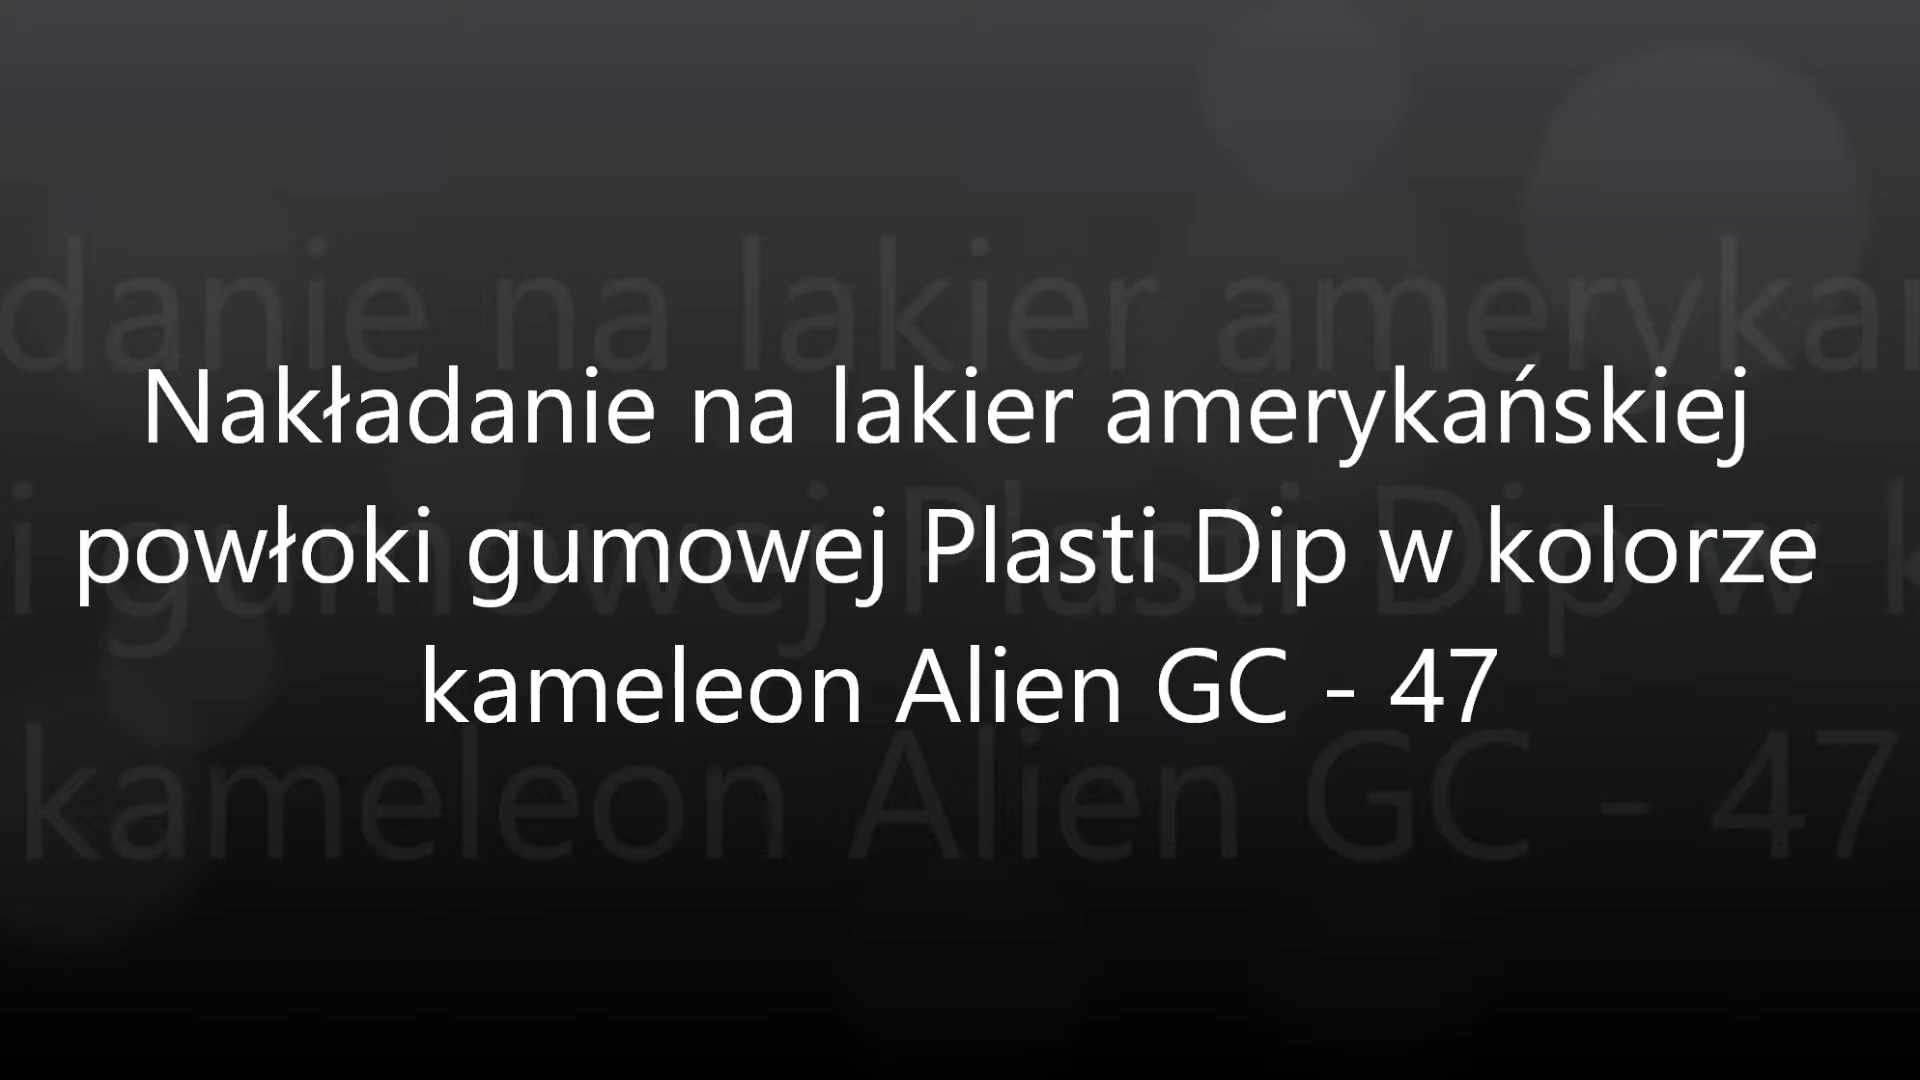 Nakładanie na lakier amerykańskiej
powłoki gumowej Plasti Dip w kolorze
kameleon Alien GC - 47